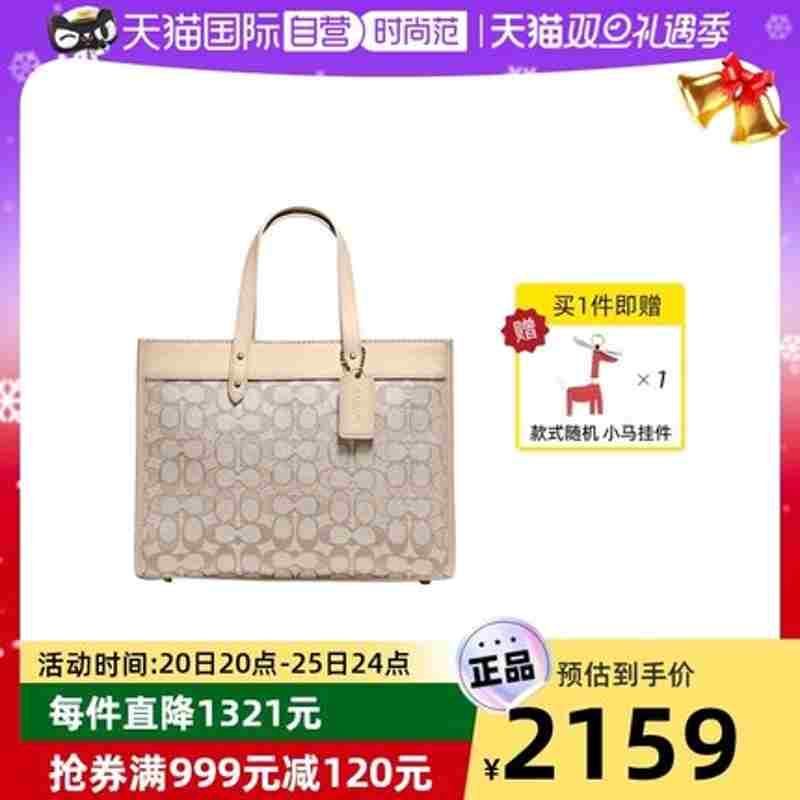 天猫国际 自营 时尚范 | 天猫双旦礼遇季
买1件即赠
赠
×1
款式随机 小马挂件
活动时间:20日20点-25日24点
每件直降1321元
抢券满999元减120元
正品
预估到手价
¥2159